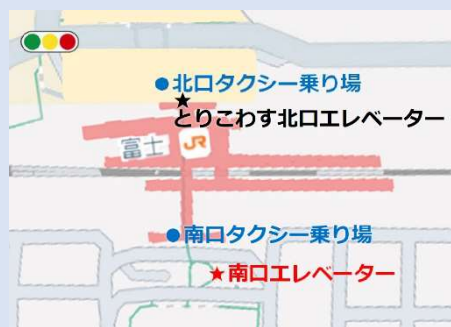 ●北口タクシー乗り場
★
とりこわす北口エレベーター
富士 JR
●南口タクシー乗り場
★南口エレベーター